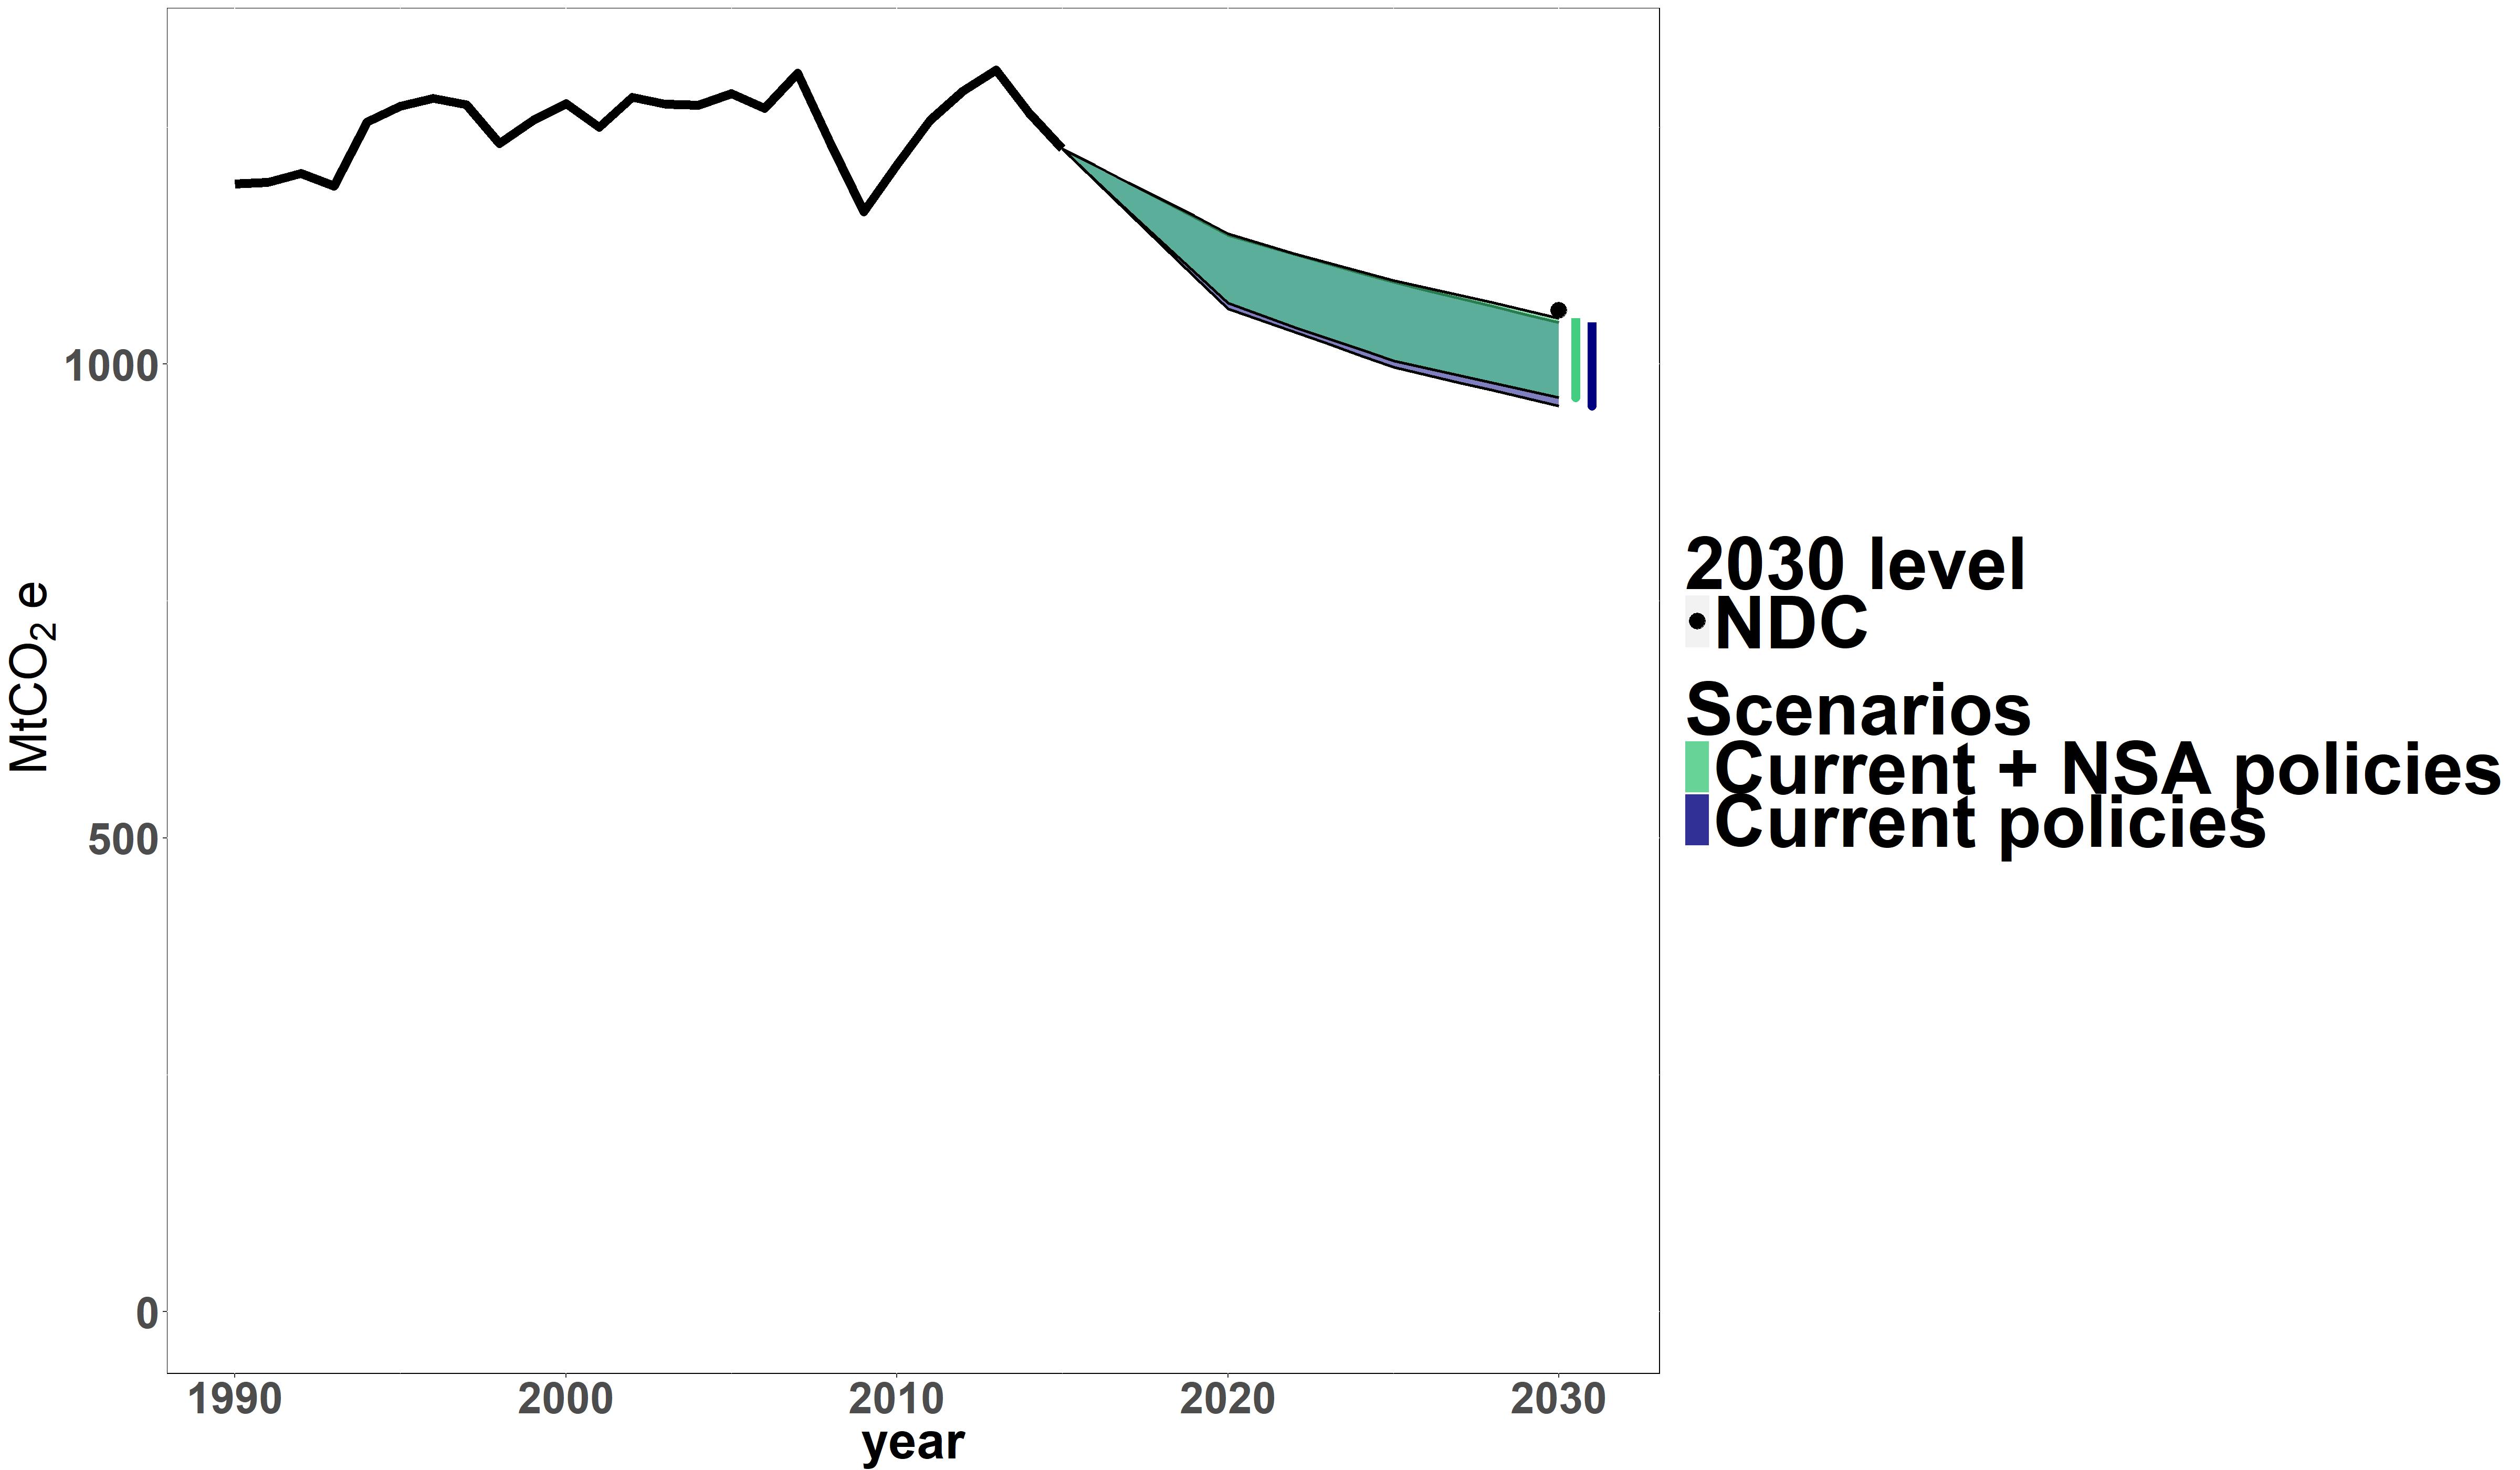 MtCO2 e
1000
500
0
1990 2000 2010 2020 2030
year
2030 level
NDC
Scenarios
Current + NSA policies
Current policies